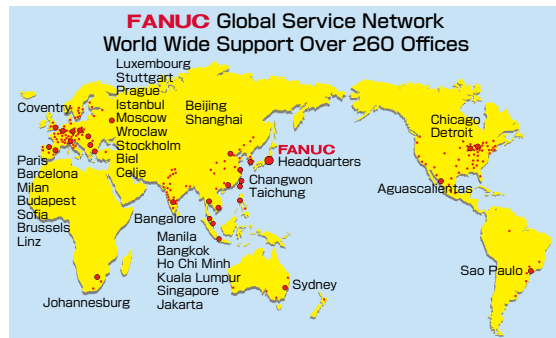 FANUC Global Service Network
World Wide Support Over 260 Offices
Luxembourg
Stuttgart
Prague
Istanbul
Moscow
Wroclaw
Stockholm
Biel
Celje
Coventry
Beijing
Shanghai
Chicago
Detroit
FANUC
Headquarters
Paris
Barcelona
Milan
Budapest
Sofia
Brussels
Linz
Changwon
Taichung
Aguascalientas
Bangalore
Manila
Bangkok
Ho Chi Minh
Kuala Lumpur
Singapore
Jakarta
Sydney
Sao Paulo
Johannesburg